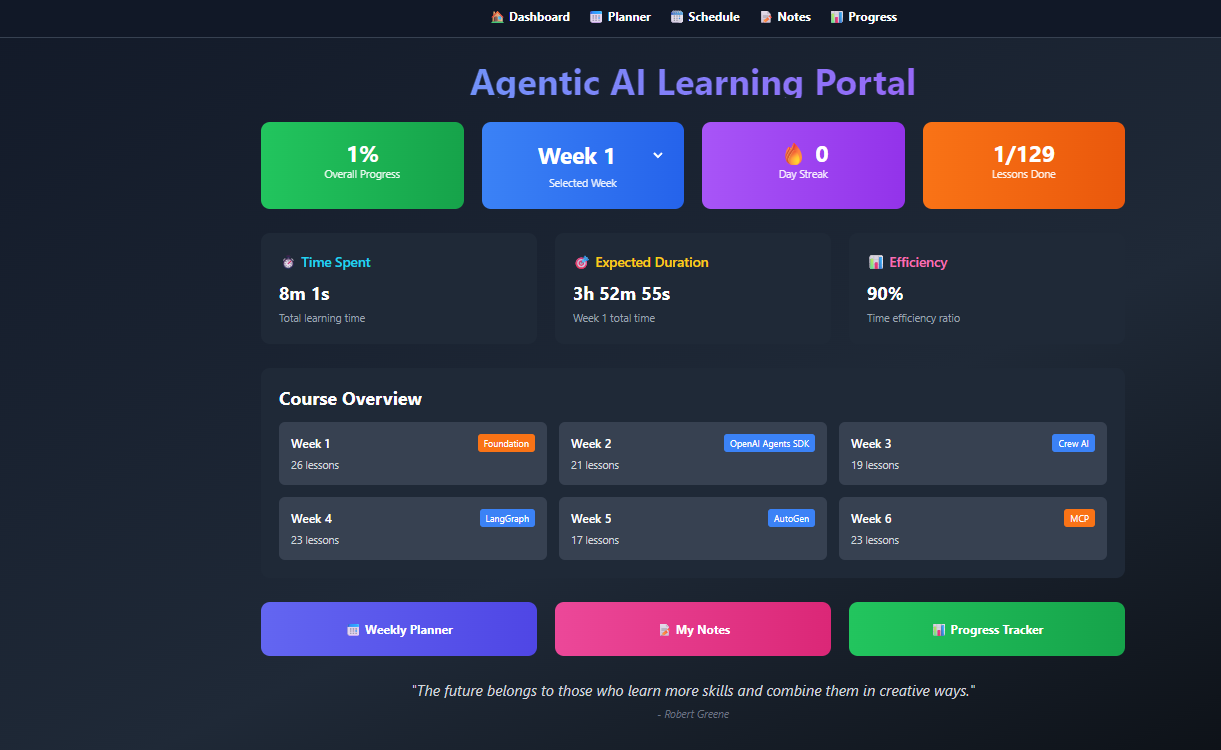 Dashboard Planner Schedule Notes Progress
Agentic AI Learning Portal
1%
Overall Progress
Week 1
Selected Week
0
Day Streak
1/129
Lessons Done
Time Spent
8m 1s
Total learning time
Expected Duration
3h 52m 55s
Week 1 total time
Efficiency
90%
Time efficiency ratio
Course Overview
Week 1 Foundation
26 lessons
Week 2 OpenAI Agents SDK
21 lessons
Week 3 Crew AI
19 lessons
Week 4 LangGraph
23 lessons
Week 5 AutoGen
17 lessons
Week 6 MCP
23 lessons
Weekly Planner
My Notes
Progress Tracker
"The future belongs to those who learn more skills and combine them in creative ways."
- Robert Greene